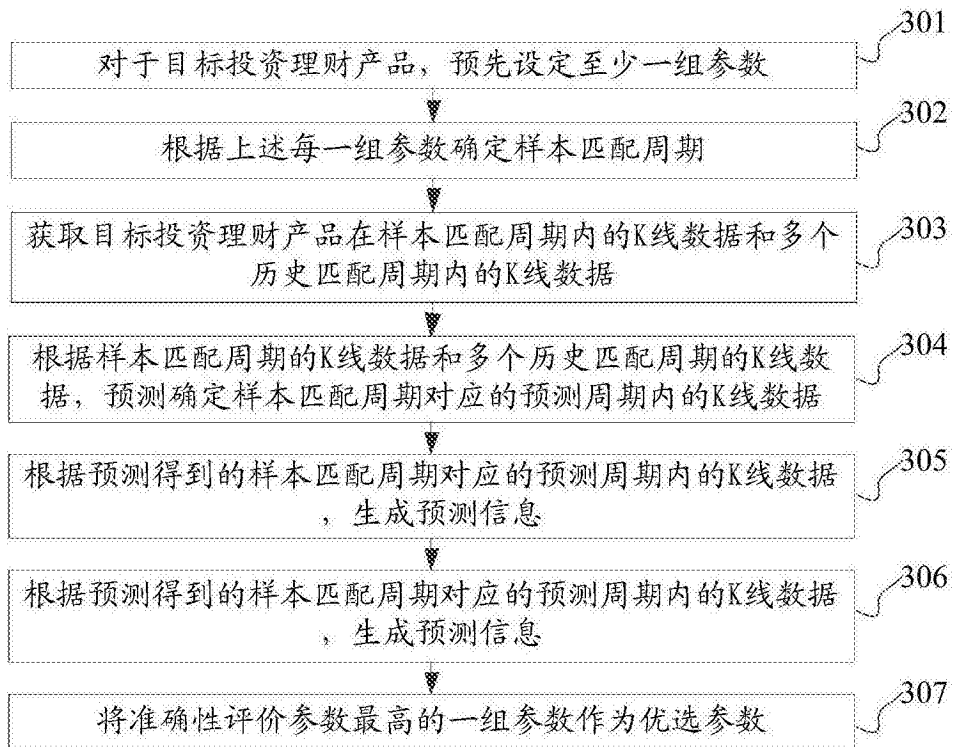 301
对于目标投资理财产品，预先设定至少一组参数
302
根据上述每一组参数确定样本匹配周期
303
获取目标投资理财产品在样本匹配周期内的K线数据和多个
历史匹配周期内的K线数据
304
根据样本匹配周期的K线数据和多个历史匹配周期的K线数
据，预测确定样本匹配周期对应的预测周期内的K线数据
305
根据预测得到的样本匹配周期对应的预测周期内的K线数据
，生成预测信息
306
根据预测得到的样本匹配周期对应的预测周期内的K线数据
，生成预测信息
307
将准确性评价参数最高的一组参数作为优选参数